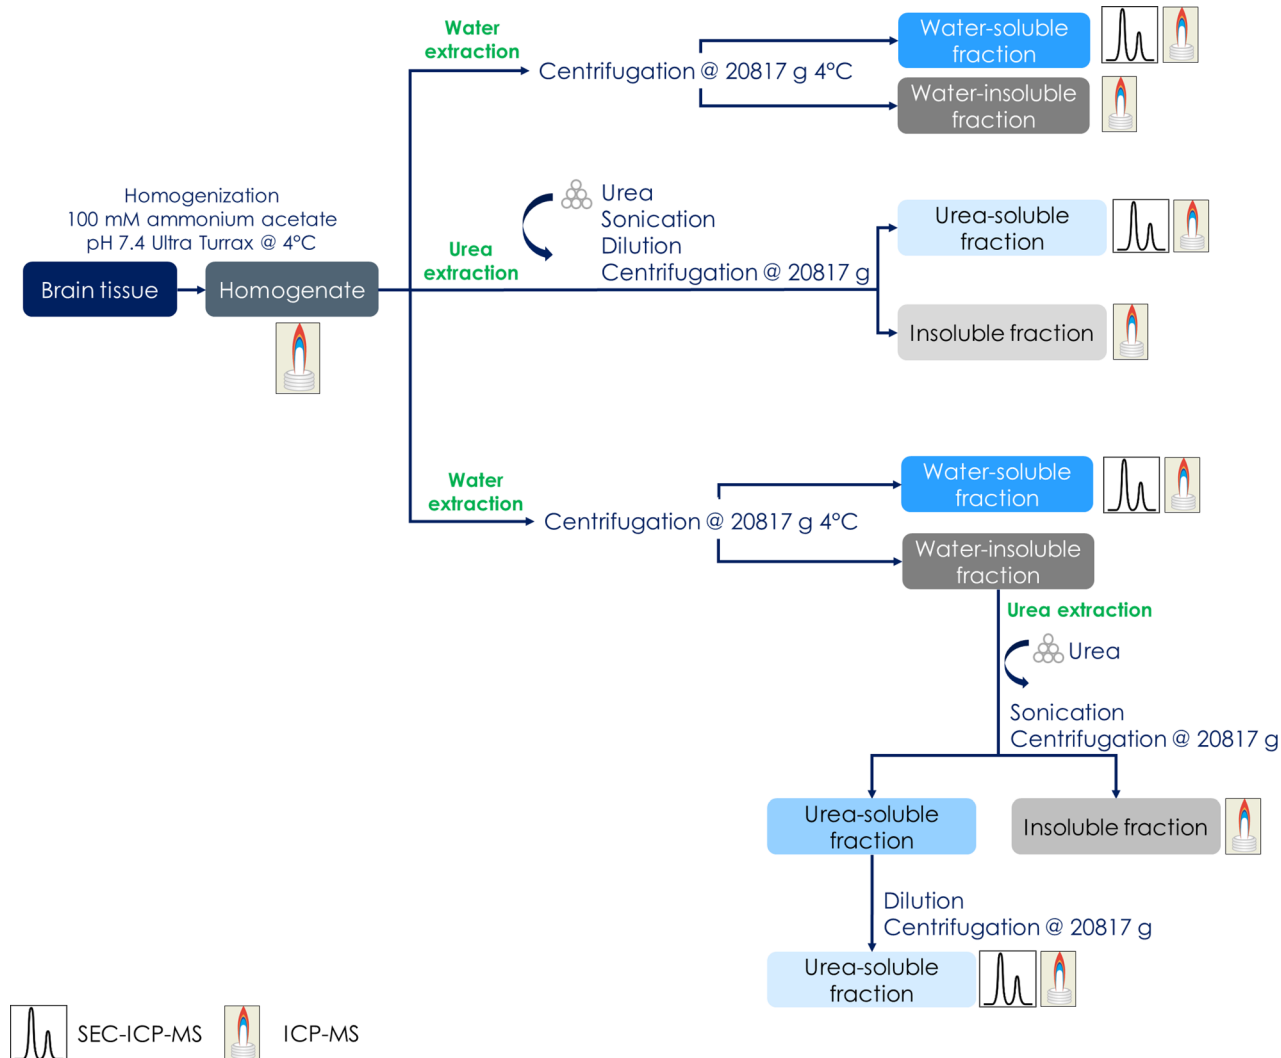 Water
extraction
Centrifugation @ 20817 g 4°C
Water-soluble
fraction
Water-insoluble
fraction
Homogenization
100 mM ammonium acetate
pH 7.4 Ultra Turrax @ 4°C
Brain tissue
Homogenate
Urea
extraction
Urea
Sonication
Dilution
Centrifugation @ 20817 g
Urea-soluble
fraction
Insoluble fraction
Water
extraction
Centrifugation @ 20817 g 4°C
Water-soluble
fraction
Water-insoluble
fraction
Urea extraction
Urea
Sonication
Centrifugation @ 20817 g
Urea-soluble
fraction
Insoluble fraction
Dilution
Centrifugation @ 20817 g
Urea-soluble
fraction
SEC-ICP-MS
ICP-MS